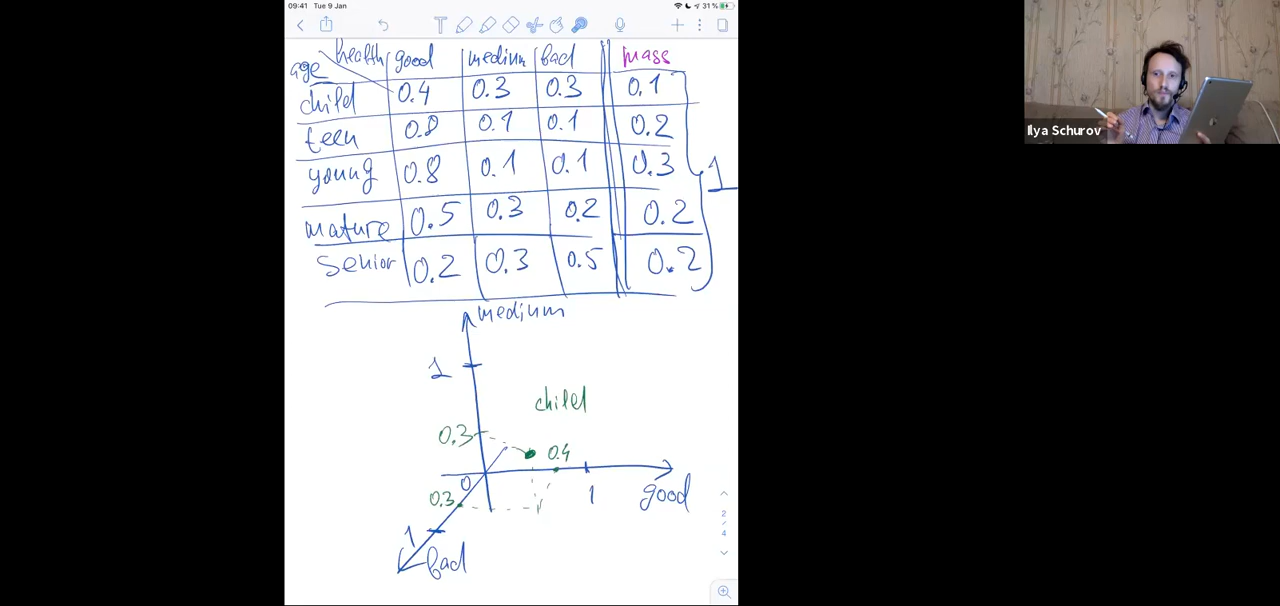 09:41 Tue 9 Jan
31%
age health good medium bad mass
child 0.4 0.3 0.3 0.1
teen 0.8 0.1 0.1 0.2
young 0.8 0.1 0.1 0.3
1
mature 0.5 0.3 0.2 0.2
senior 0.2 0.3 0.5 0.2
medium
1
child
0.3
0.4
0
1
good
0.3
1
bad
2
/
4
Ilya Schurov